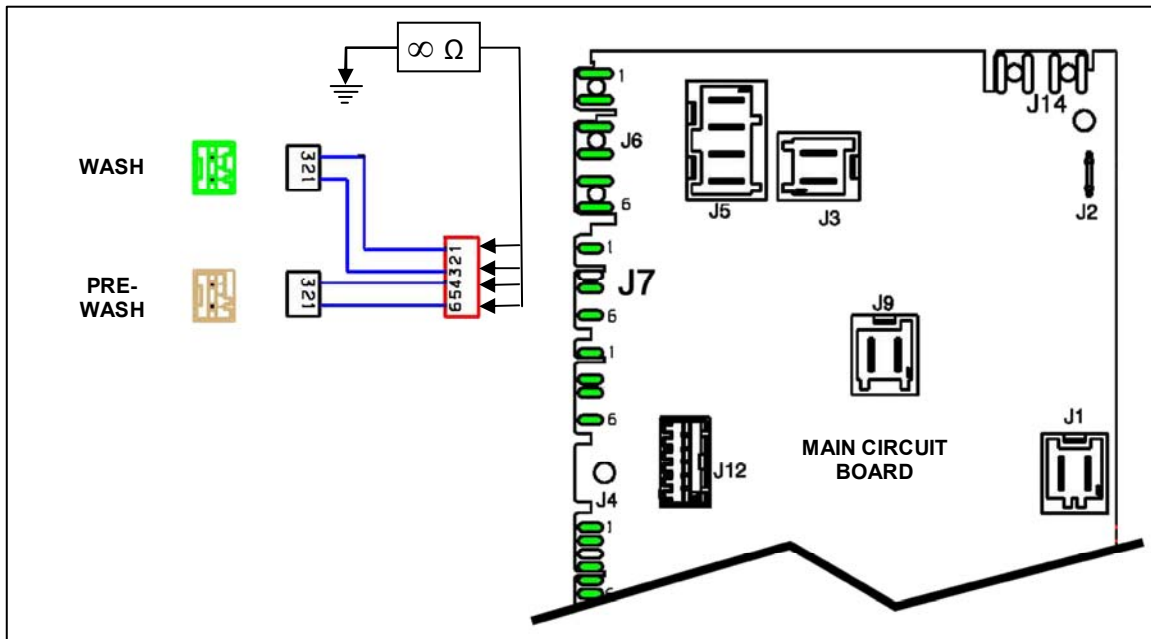 ∞ Ω
WASH
321
PRE-
WASH
321
654321
1
J6
6
1
J7
6
1
6
J4
1
6
J5
J3
J14
J2
J9
J12
MAIN CIRCUIT
BOARD
J1